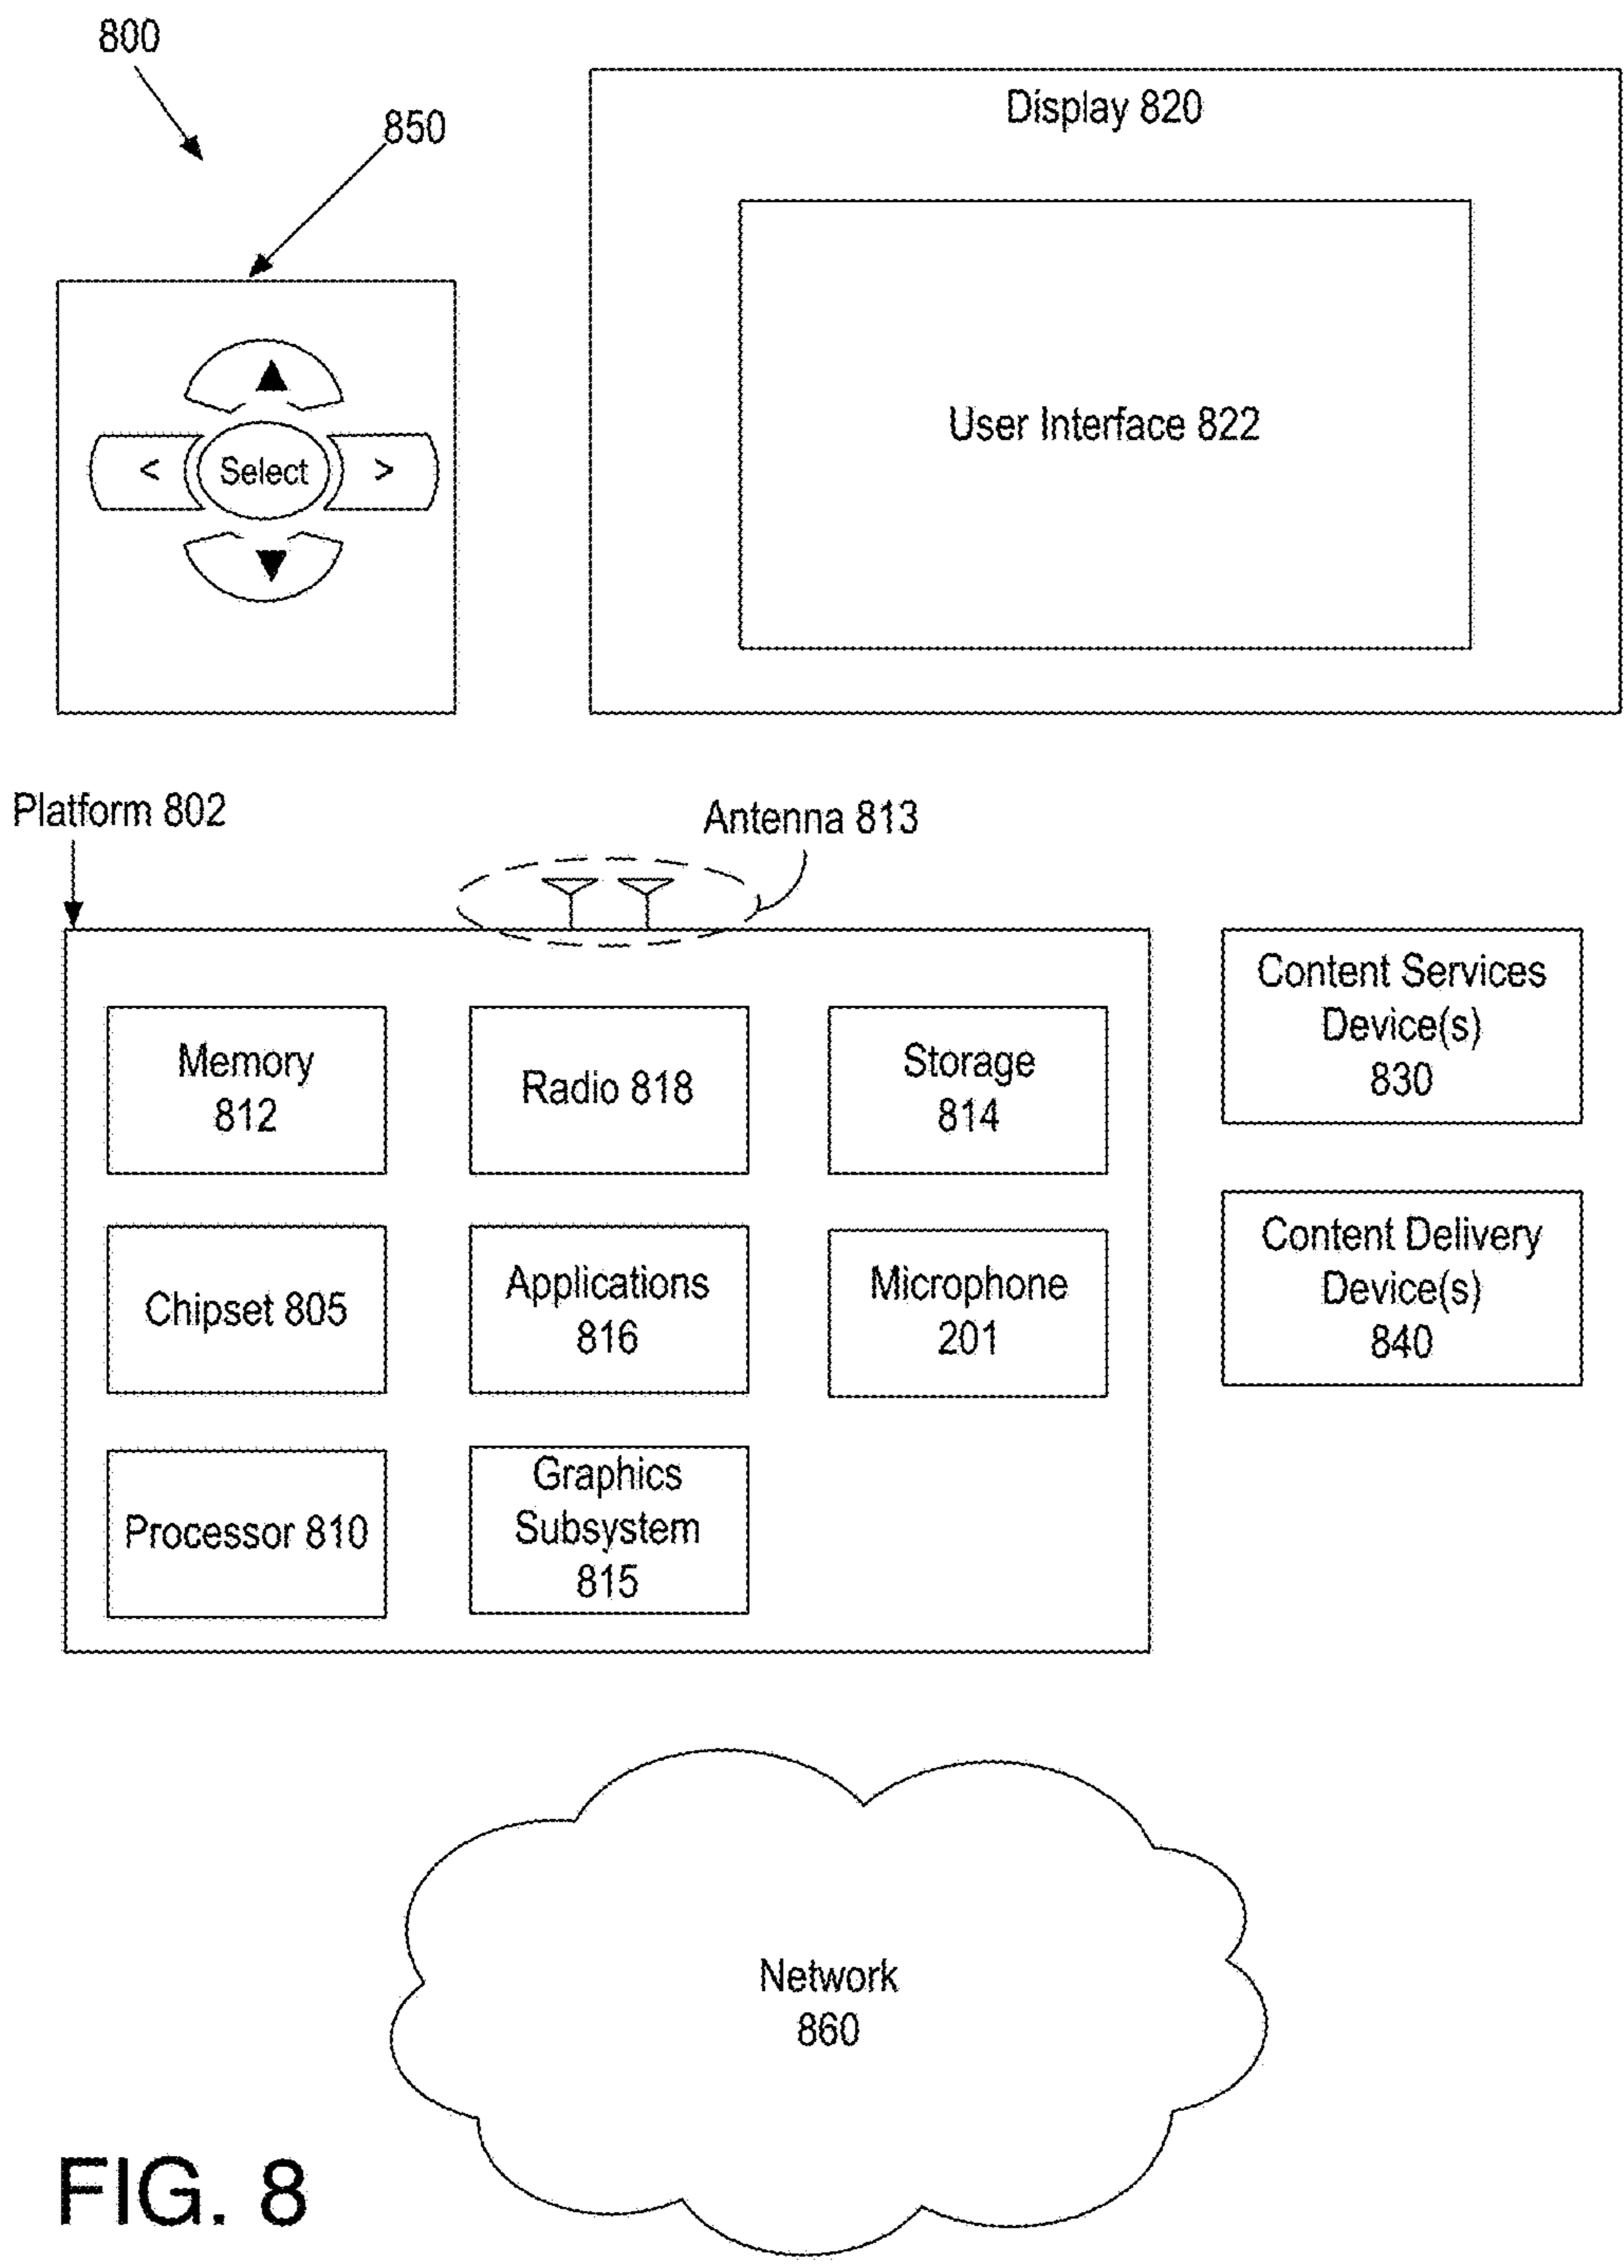 800
850
Display 820
User Interface 822
<
Select
>
Platform 802
Antenna 813
Memory
812
Radio 818
Storage
814
Content Services
Device(s)
830
Chipset 805
Applications
816
Microphone
201
Content Delivery
Device(s)
840
Processor 810
Graphics
Subsystem
815
Network
860
FIG. 8